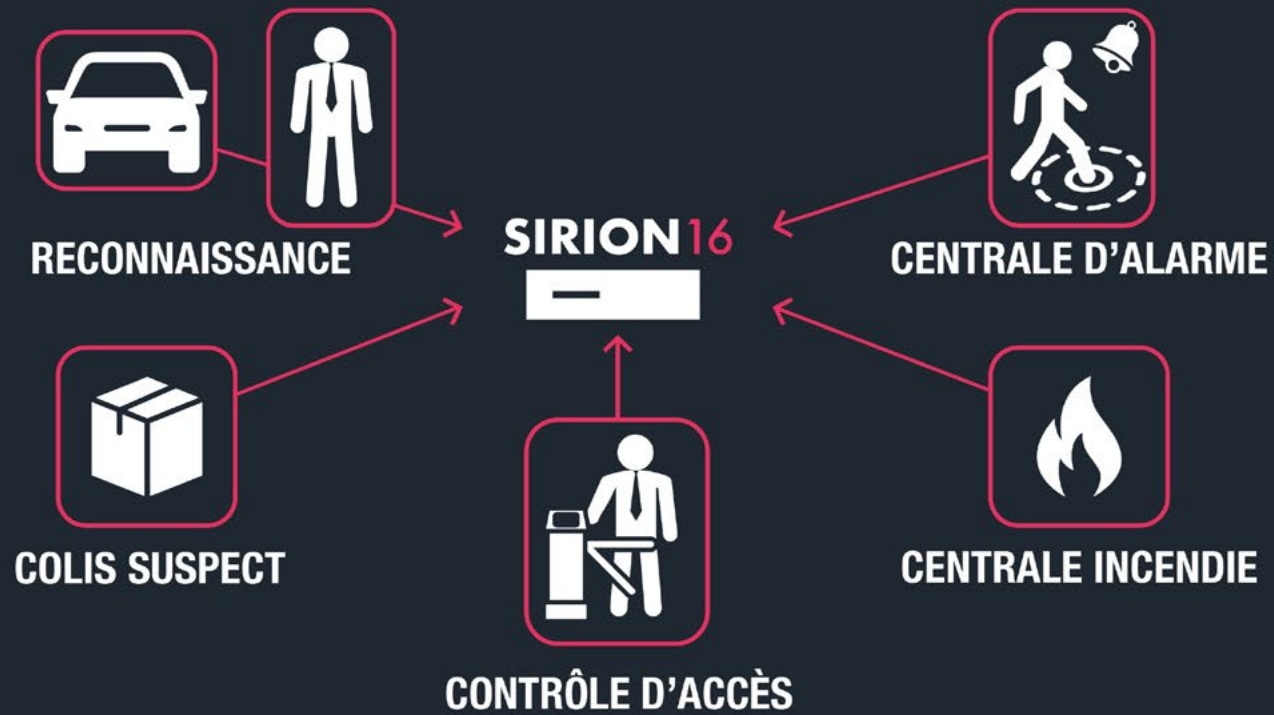 RECONNAISSANCE
SIRION16
CENTRALE D'ALARME
COLIS SUSPECT
CENTRALE INCENDIE
CONTRÔLE D'ACCÈS